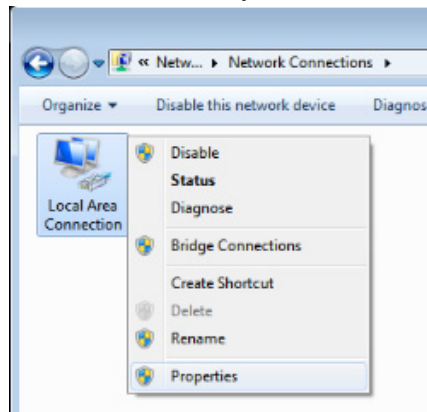 « Netw... ▸ Network Connections ▸
Organize ▾ Disable this network device Diagnos
Local Area
Connection
Disable
Status
Diagnose
Bridge Connections
Create Shortcut
Delete
Rename
Properties